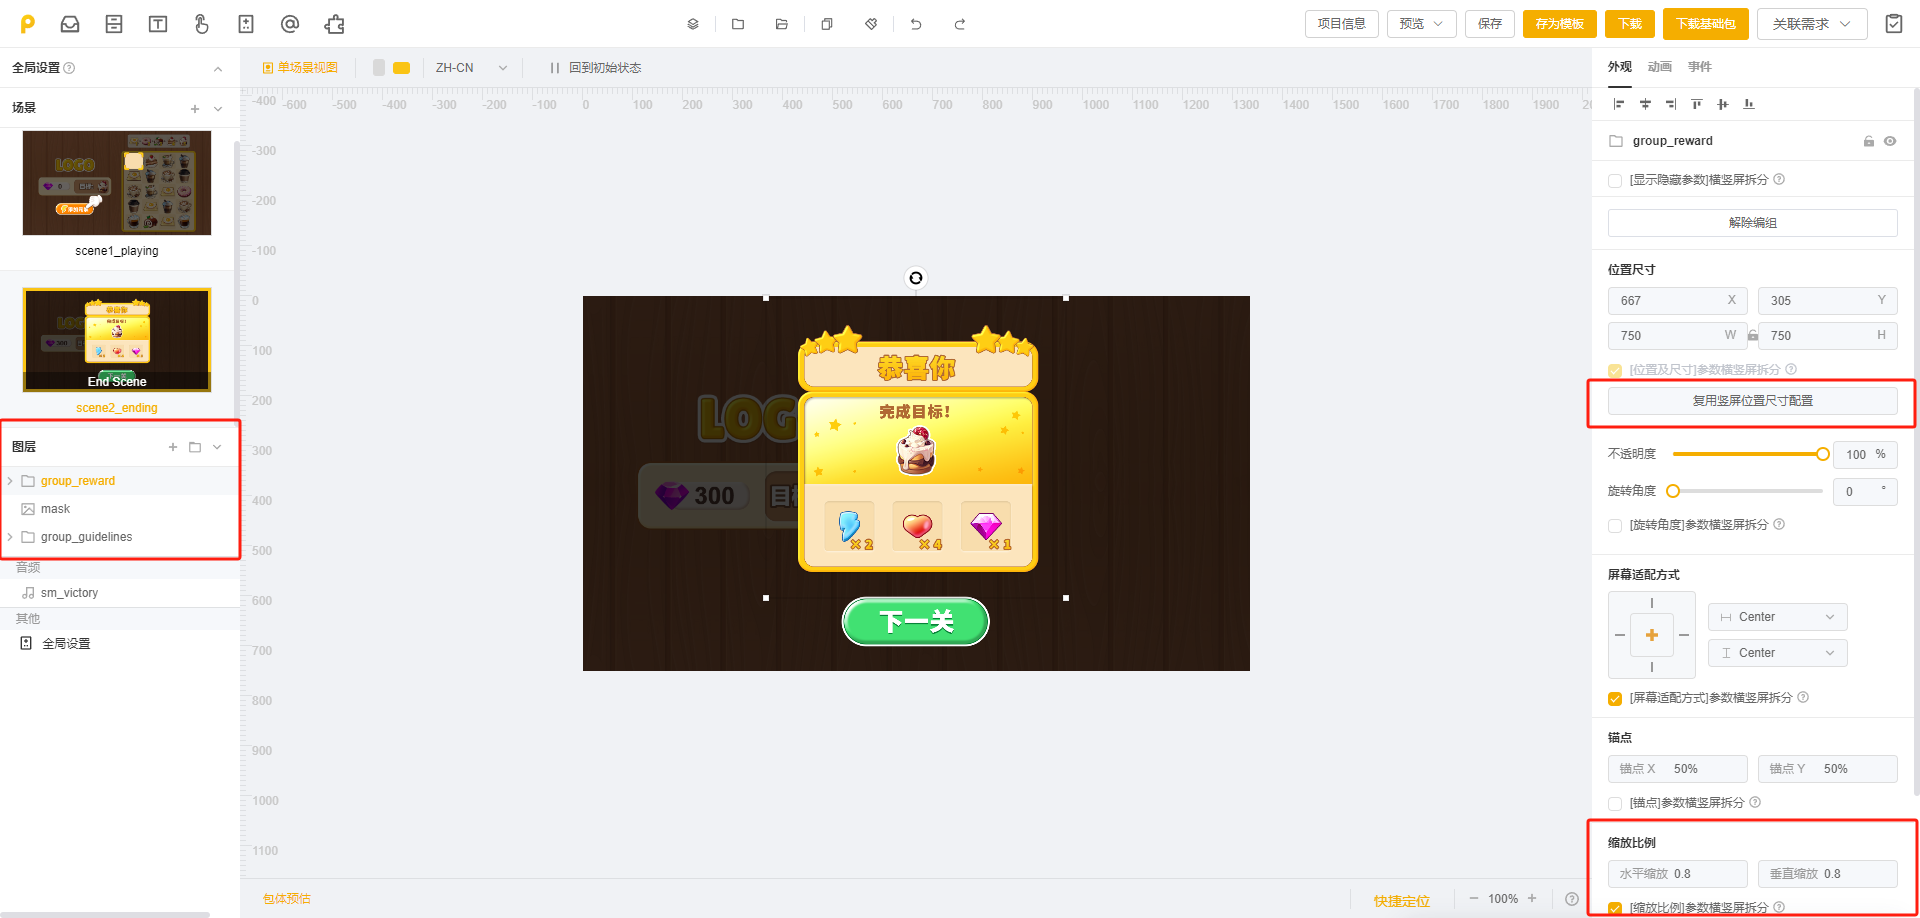 项目信息
预览
保存
存为模板
下载
下载基础包
关联需求
全局设置
单场景视图
ZH-CN
回到初始状态
外观
动画
事件
场景
-600
-500
-400
-300
-200
-100
0
100
200
300
400
500
600
700
800
900
1000
1100
1200
1300
1400
1500
1600
1700
1800
1900
-400
-300
-200
-100
0
100
200
300
400
500
600
700
800
900
1000
1100
LOGO
scene1_playing
300
End Scene
scene2_ending
图层
group_reward
mask
group_guidelines
音频
sm_victory
其他
全局设置
恭喜你
完成目标!
LOGO
300
目标
×2
×4
×1
下一关
包体预估
快捷定位
100%
group_reward
[显示隐藏参数]横竖屏拆分
解除编组
位置尺寸
667 X
305 Y
750 W
750 H
[位置及尺寸]参数横竖屏拆分
复用竖屏位置尺寸配置
不透明度
100 %
旋转角度
0 °
[旋转角度]参数横竖屏拆分
屏幕适配方式
Center
Center
[屏幕适配方式]参数横竖屏拆分
锚点
锚点 X 50%
锚点 Y 50%
[锚点]参数横竖屏拆分
缩放比例
水平缩放 0.8
垂直缩放 0.8
[缩放比例]参数横竖屏拆分